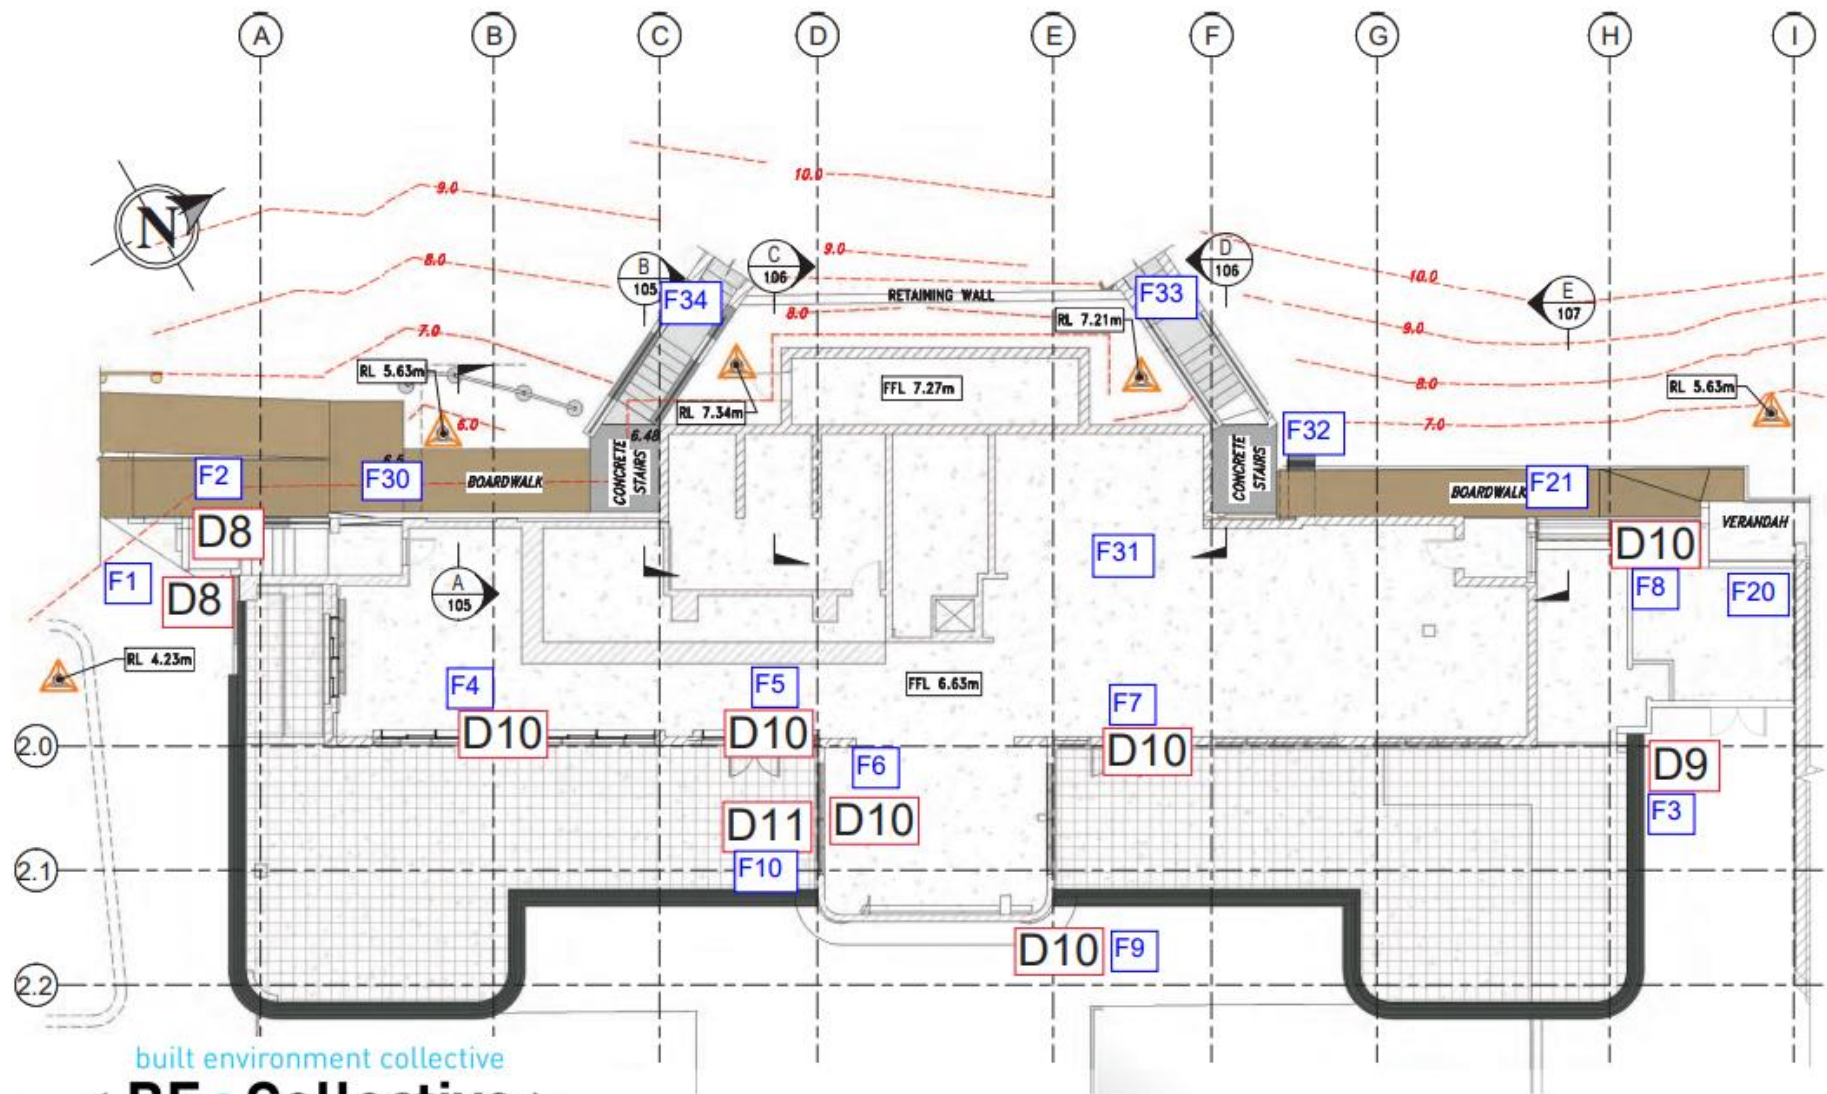 A B C D E F G H I
10.0
9.0
N
D
106
C
106
9.0
10.0
8.0
B
105
E
107
F34
F33
RETAINING WALL
8.0
RL 7.21m
9.0
7.0
RL 5.63m
FFL 7.27m
8.0
RL 5.63m
RL 7.34m
6.0
7.0
6.48
F32
CONCRETE
STAIRS
CONCRETE
STAIRS
F2
F30
BOARDWALK
BOARDWALK
F21
VERANDAH
D8
D10
F31
F1
D8
A
105
F8
F20
RL 4.23m
F4
F5
FFL 6.63m
F7
2.0
D10
D10
D10
F6
D9
D11
D10
F3
2.1
F10
D10
F9
2.2
built environment collective